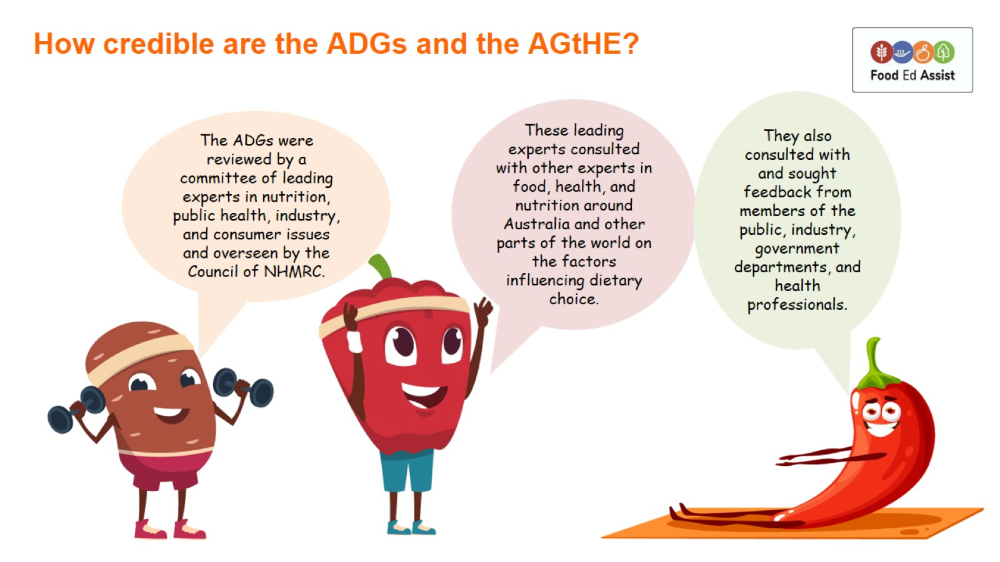 How credible are the ADGs and the AGtHE?
Food Ed Assist
The ADGs were
reviewed by a
committee of leading
experts in nutrition,
public health, industry,
and consumer issues
and overseen by the
Council of NHMRC.
These leading
experts consulted
with other experts in
food, health, and
nutrition around
Australia and other
parts of the world on
the factors
influencing dietary
choice.
They also
consulted with
and sought
feedback from
members of the
public, industry,
government
departments, and
health
professionals.